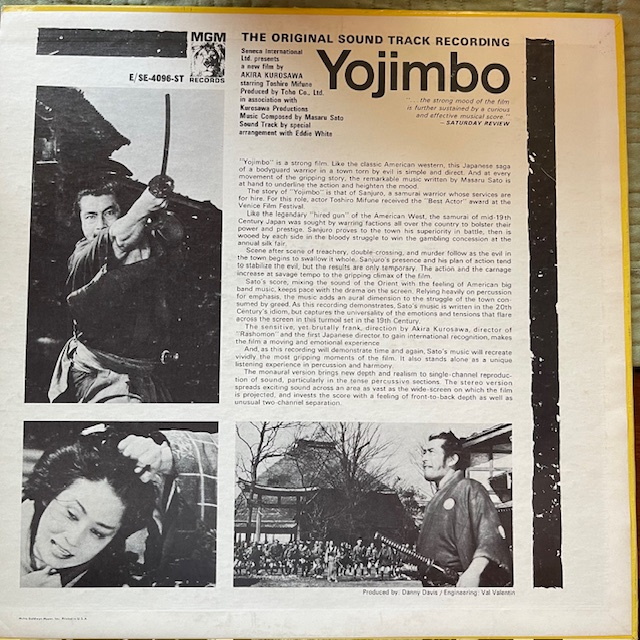 MGM
RECORDS
E/SE-4096-ST
THE ORIGINAL SOUND TRACK RECORDING
Seneca International
Ltd. presents
a new film by
AKIRA KUROSAWA
starring Toshiro Mifune
Produced by Toho Co., Ltd.
in association with
Kurosawa Productions
Music Composed by Masaru Sato
Sound Track by special
arrangement with Eddie White
Yojimbo
"... the strong mood of the film
is further sustained by a curious
and effective musical score."
— SATURDAY REVIEW
"Yojimbo" is a strong film. Like the classic American western, this Japanese saga
of a bodyguard warrior in a town torn by evil is simple and direct. And at every
movement of the gripping story, the remarkable music written by Masaru Sato is
at hand to underline the action and heighten the mood.
The story of "Yojimbo" is that of Sanjuro, a samurai warrior whose services are
for hire. For this role, actor Toshiro Mifune received the "Best Actor" award at the
Venice Film Festival.
Like the legendary "hired gun" of the American West, the samurai of mid-19th
Century Japan was sought by warring factions all over the country to bolster their
power and prestige. Sanjuro proves to the town his superiority in battle, then is
wooed by each side in the bloody struggle to win the gambling concession at the
annual silk fair.
Scene after scene of treachery, double crossing, and murder follow as the evil in
the town begins to swallow it whole. Sanjuro's presence and his plan of action tend
to stabilize the evil, but the results are only temporary. The action and the carnage
increase at savage tempo to the gripping climax of the film.
Sato's score, mixing the sound of the Orient with the feeling of American big
band music, keeps pace with the drama on the screen. Relying heavily on percussion
for emphasis, the music adds an aural dimension to the struggle of the town con-
sumed by greed. As this recording demonstrates, Sato's music is written in the 20th
Century's idiom, but captures the universality of the emotions and tensions that flare
across the screen in this turmoil set in the 19th Century.
The sensitive, yet brutally frank, direction by Akira Kurosawa, director of
"Rashomon" and the first Japanese director to gain international recognition, makes
the film a moving and emotional experience.
And, as this recording will demonstrate time and again, Sato's music will recreate
vividly, the most gripping moments of the film. It also stands alone as a unique
listening experience in percussion and harmony.
The monaural version brings new depth and realism to single-channel reproduc-
tion of sound, particularly in the tense percussive sections. The stereo version
spreads exciting sound across an area as vast as the wide-screen on which the film
is projected, and invests the score with a feeling of front-to-back depth as well as
unusual two-channel separation.
Produced by: Danny Davis / Engineering: Val Valentin